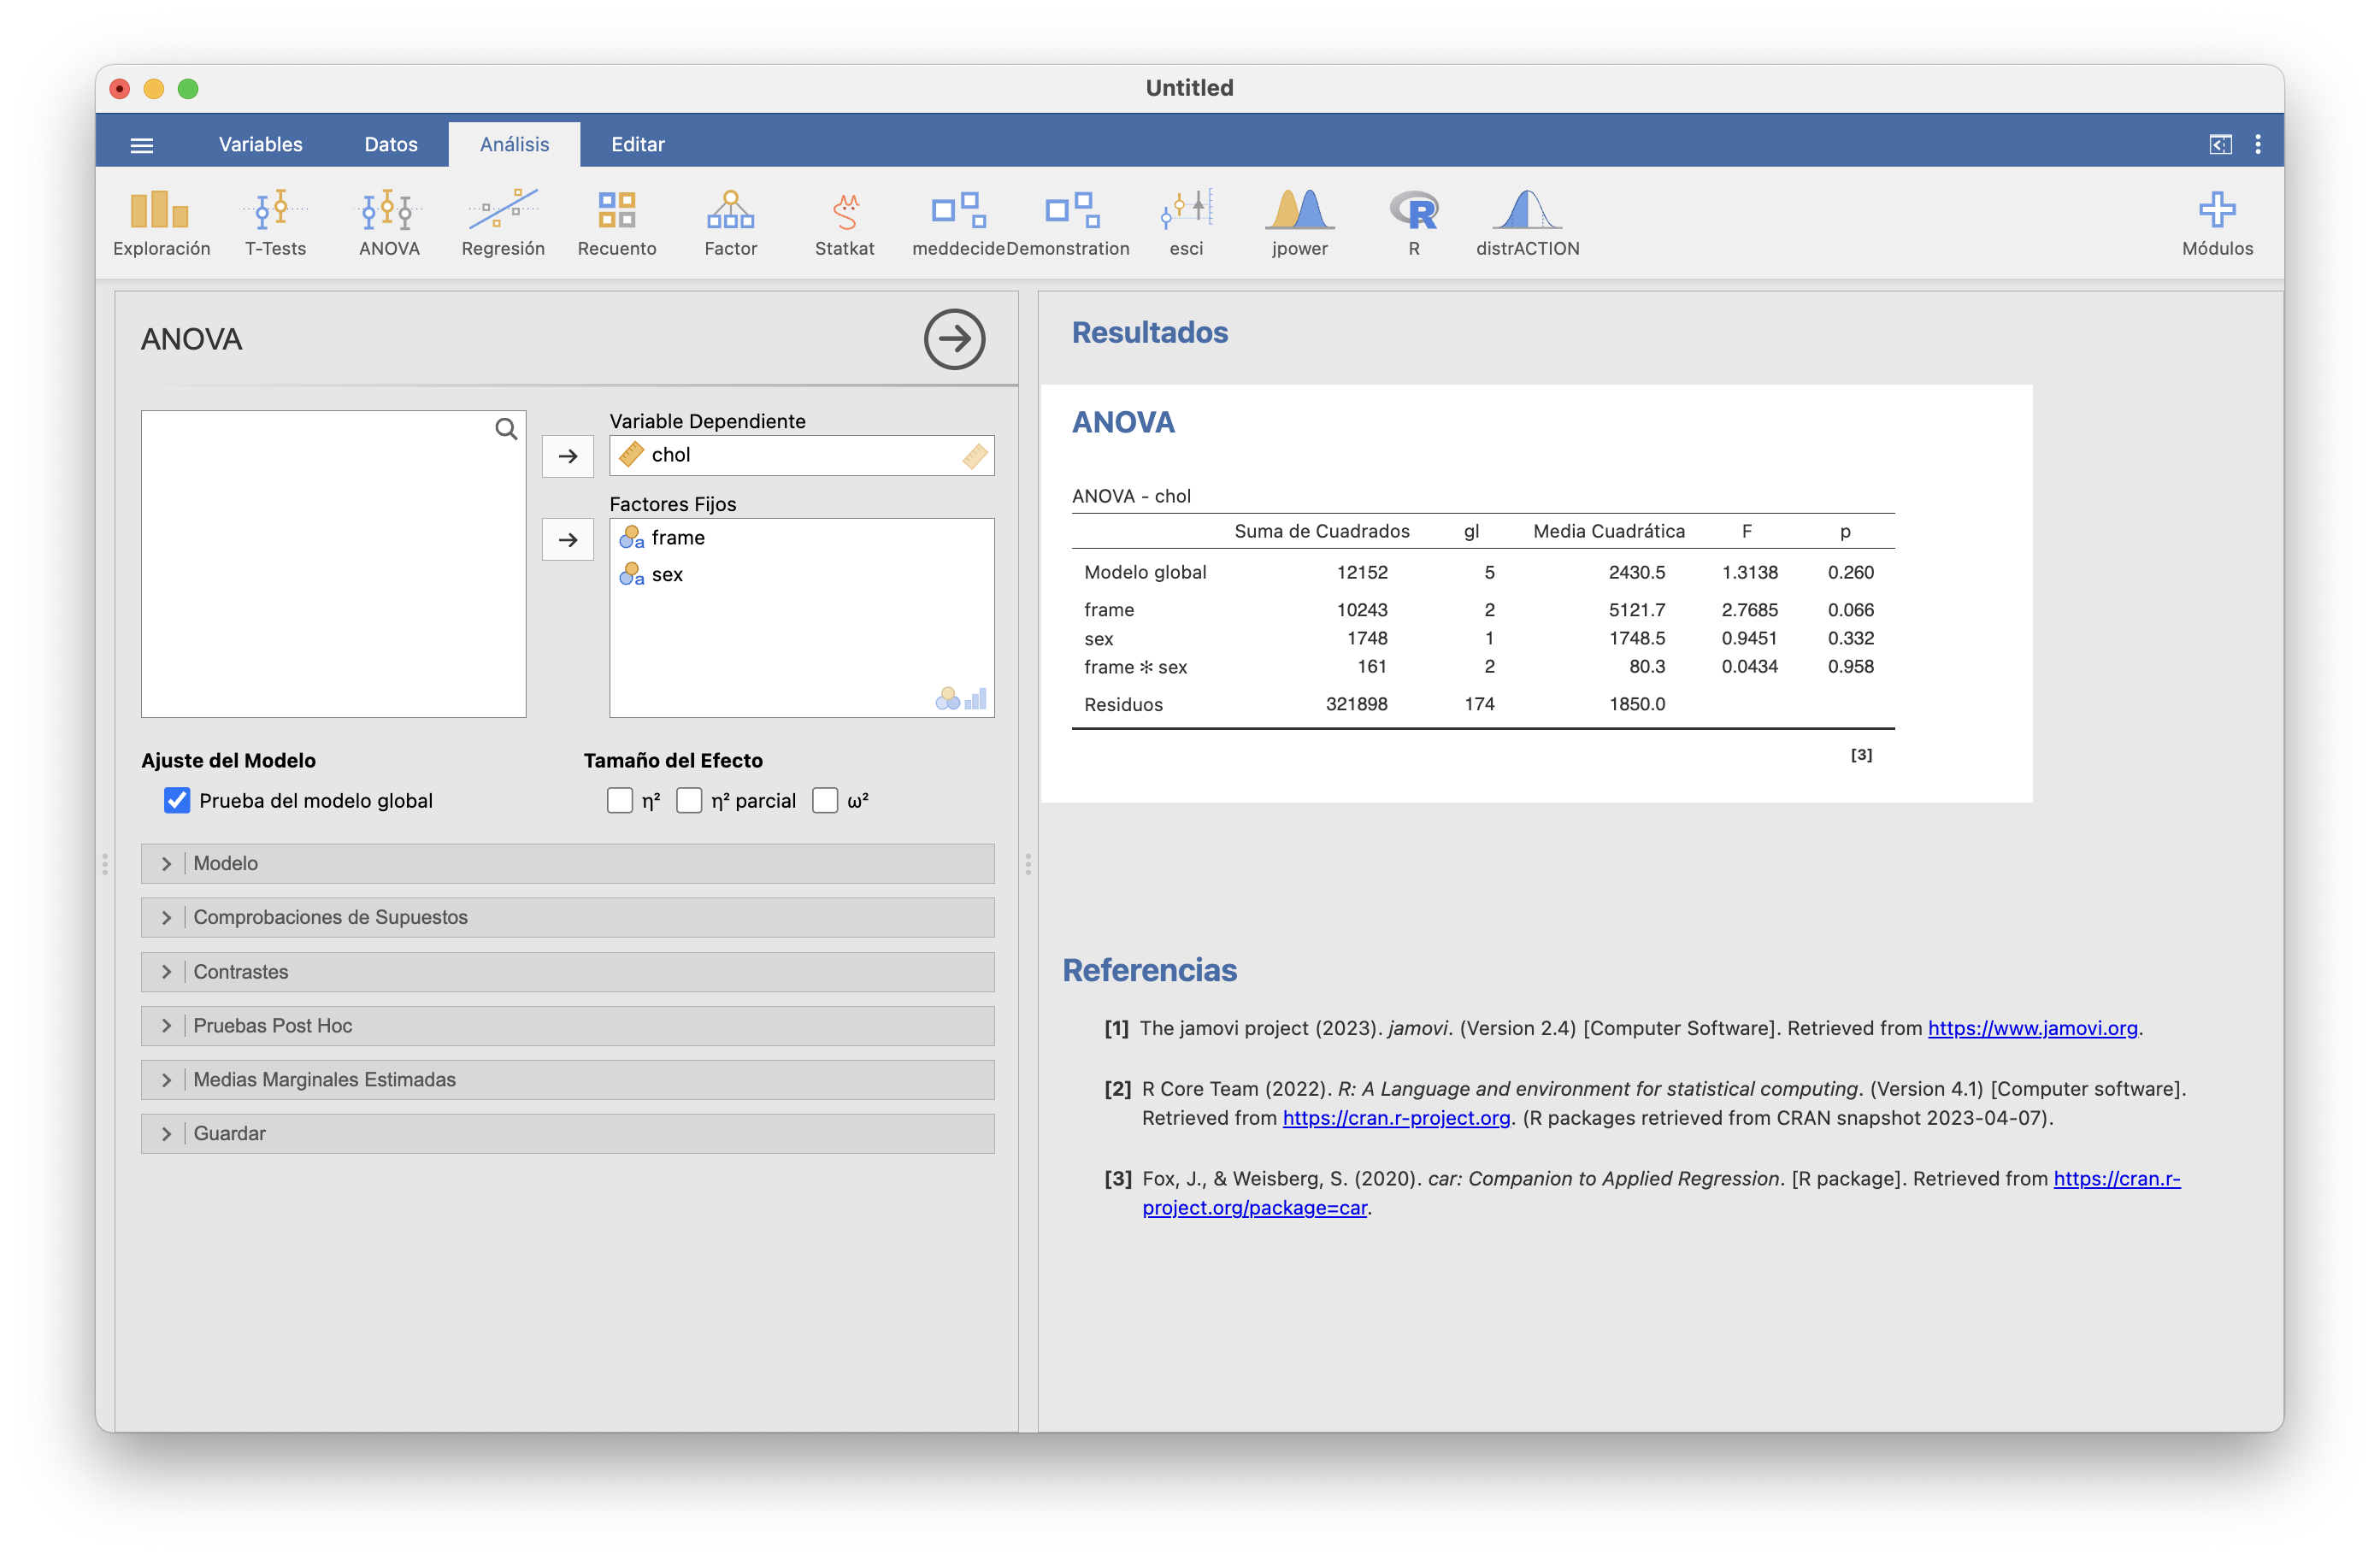 Untitled
Variables Datos Análisis Editar
Exploración T-Tests ANOVA Regresión Recuento Factor Statkat meddecide Demonstration esci jpower R distrACTION Módulos
ANOVA
Variable Dependiente
chol
Factores Fijos
frame
sex
Ajuste del Modelo Tamaño del Efecto
Prueba del modelo global η² η² parcial ω²
Modelo
Comprobaciones de Supuestos
Contrastes
Pruebas Post Hoc
Medias Marginales Estimadas
Guardar
Resultados
ANOVA
ANOVA - chol
Suma de Cuadrados gl Media Cuadrática F p
Modelo global 12152 5 2430.5 1.3138 0.260
frame 10243 2 5121.7 2.7685 0.066
sex 1748 1 1748.5 0.9451 0.332
frame ✻ sex 161 2 80.3 0.0434 0.958
Residuos 321898 174 1850.0
[3]
Referencias
[1] The jamovi project (2023). jamovi. (Version 2.4) [Computer Software]. Retrieved from https://www.jamovi.org.
[2] R Core Team (2022). R: A Language and environment for statistical computing. (Version 4.1) [Computer software].
Retrieved from https://cran.r-project.org. (R packages retrieved from CRAN snapshot 2023-04-07).
[3] Fox, J., & Weisberg, S. (2020). car: Companion to Applied Regression. [R package]. Retrieved from https://cran.r-
project.org/package=car.